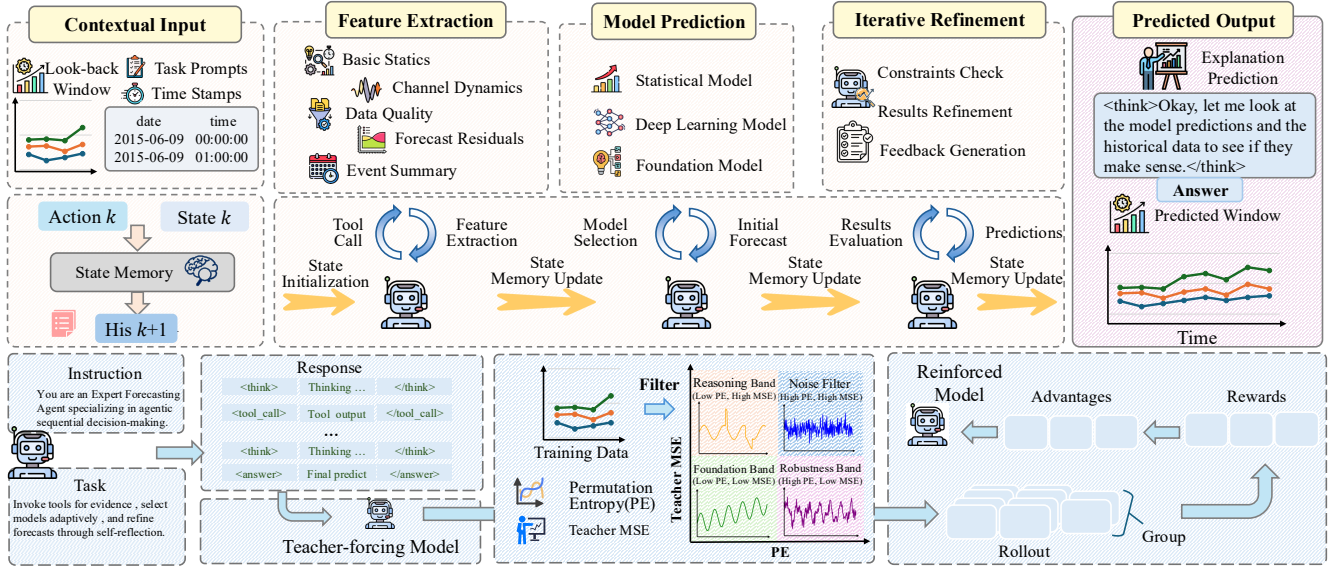 Contextual Input
Look-back
Window
Task Prompts
Time Stamps
date time
2015-06-09 00:00:00
2015-06-09 01:00:00
Feature Extraction
Basic Statics
Channel Dynamics
Data Quality
Forecast Residuals
Event Summary
Model Prediction
Statistical Model
Deep Learning Model
Foundation Model
Iterative Refinement
Constraints Check
Results Refinement
Feedback Generation
Predicted Output
Explanation
Prediction
<think>Okay, let me look at
the model predictions and the
historical data to see if they
make sense.</think>
Answer
Predicted Window
Time
Action k
State k
State Memory
His k+1
State
Initialization
Tool
Call
Feature
Extraction
State
Memory Update
Model
Selection
Initial
Forecast
State
Memory Update
Results
Evaluation
Predictions
State
Memory Update
Instruction
You are an Expert Forecasting
Agent specializing in agentic
sequential decision-making.
Task
Invoke tools for evidence , select
models adaptively , and refine
forecasts through self-reflection.
Response
<think> Thinking ... </think>
<tool_call> Tool output </tool_call>
...
<think> Thinking ... </think>
<answer> Final predict </answer>
Teacher-forcing Model
Training Data
Filter
Permutation
Entropy(PE)
Teacher MSE
Teacher MSE
Reasoning Band
(Low PE, High MSE)
Noise Filter
(High PE, High MSE)
Foundation Band
(Low PE, Low MSE)
Robustness Band
(High PE, Low MSE)
PE
Reinforced
Model
Advantages
Rewards
Rollout
Group